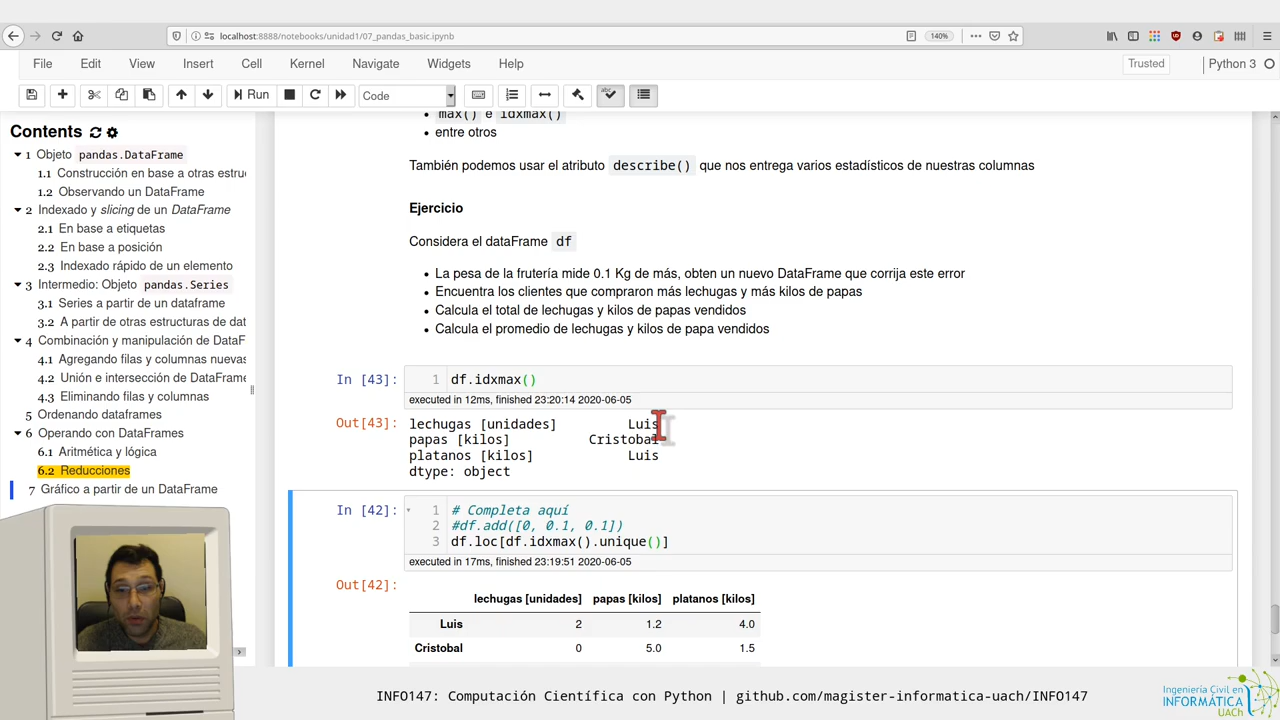 localhost:8888/notebooks/unidad1/07_pandas_basic.ipynb
140%
File Edit View Insert Cell Kernel Navigate Widgets Help
Trusted
Python 3
Run
Code
Contents
1 Objeto pandas.DataFrame
1.1 Construcción en base a otras estru
1.2 Observando un DataFrame
2 Indexado y slicing de un DataFrame
2.1 En base a etiquetas
2.2 En base a posición
2.3 Indexado rápido de un elemento
3 Intermedio: Objeto pandas.Series
3.1 Series a partir de un dataframe
3.2 A partir de otras estructuras de dat
4 Combinación y manipulación de DataF
4.1 Agregando filas y columnas nuevas
4.2 Unión e intersección de DataFrame
4.3 Eliminando filas y columnas
5 Ordenando dataframes
6 Operando con DataFrames
6.1 Aritmética y lógica
6.2 Reducciones
7 Gráfico a partir de un DataFrame
max() e idxmax()
entre otros
También podemos usar el atributo describe() que nos entrega varios estadísticos de nuestras columnas
Ejercicio
Considera el dataFrame df
La pesa de la frutería mide 0.1 Kg de más, obten un nuevo DataFrame que corrija este error
Encuentra los clientes que compraron más lechugas y más kilos de papas
Calcula el total de lechugas y kilos de papas vendidos
Calcula el promedio de lechugas y kilos de papa vendidos
In [43]: 1 df.idxmax()
executed in 12ms, finished 23:20:14 2020-06-05
Out[43]: lechugas [unidades] Luis
papas [kilos] Cristobal
platanos [kilos] Luis
dtype: object
In [42]: 1 # Completa aquí
2 #df.add([0, 0.1, 0.1])
3 df.loc[df.idxmax().unique()]
executed in 17ms, finished 23:19:51 2020-06-05
Out[42]:
lechugas [unidades] papas [kilos] platanos [kilos]
Luis 2 1.2 4.0
Cristobal 0 5.0 1.5
INFO147: Computación Científica con Python | github.com/magister-informatica-uach/INFO147
Ingeniería Civil en
INFORMÁTICA
UACh